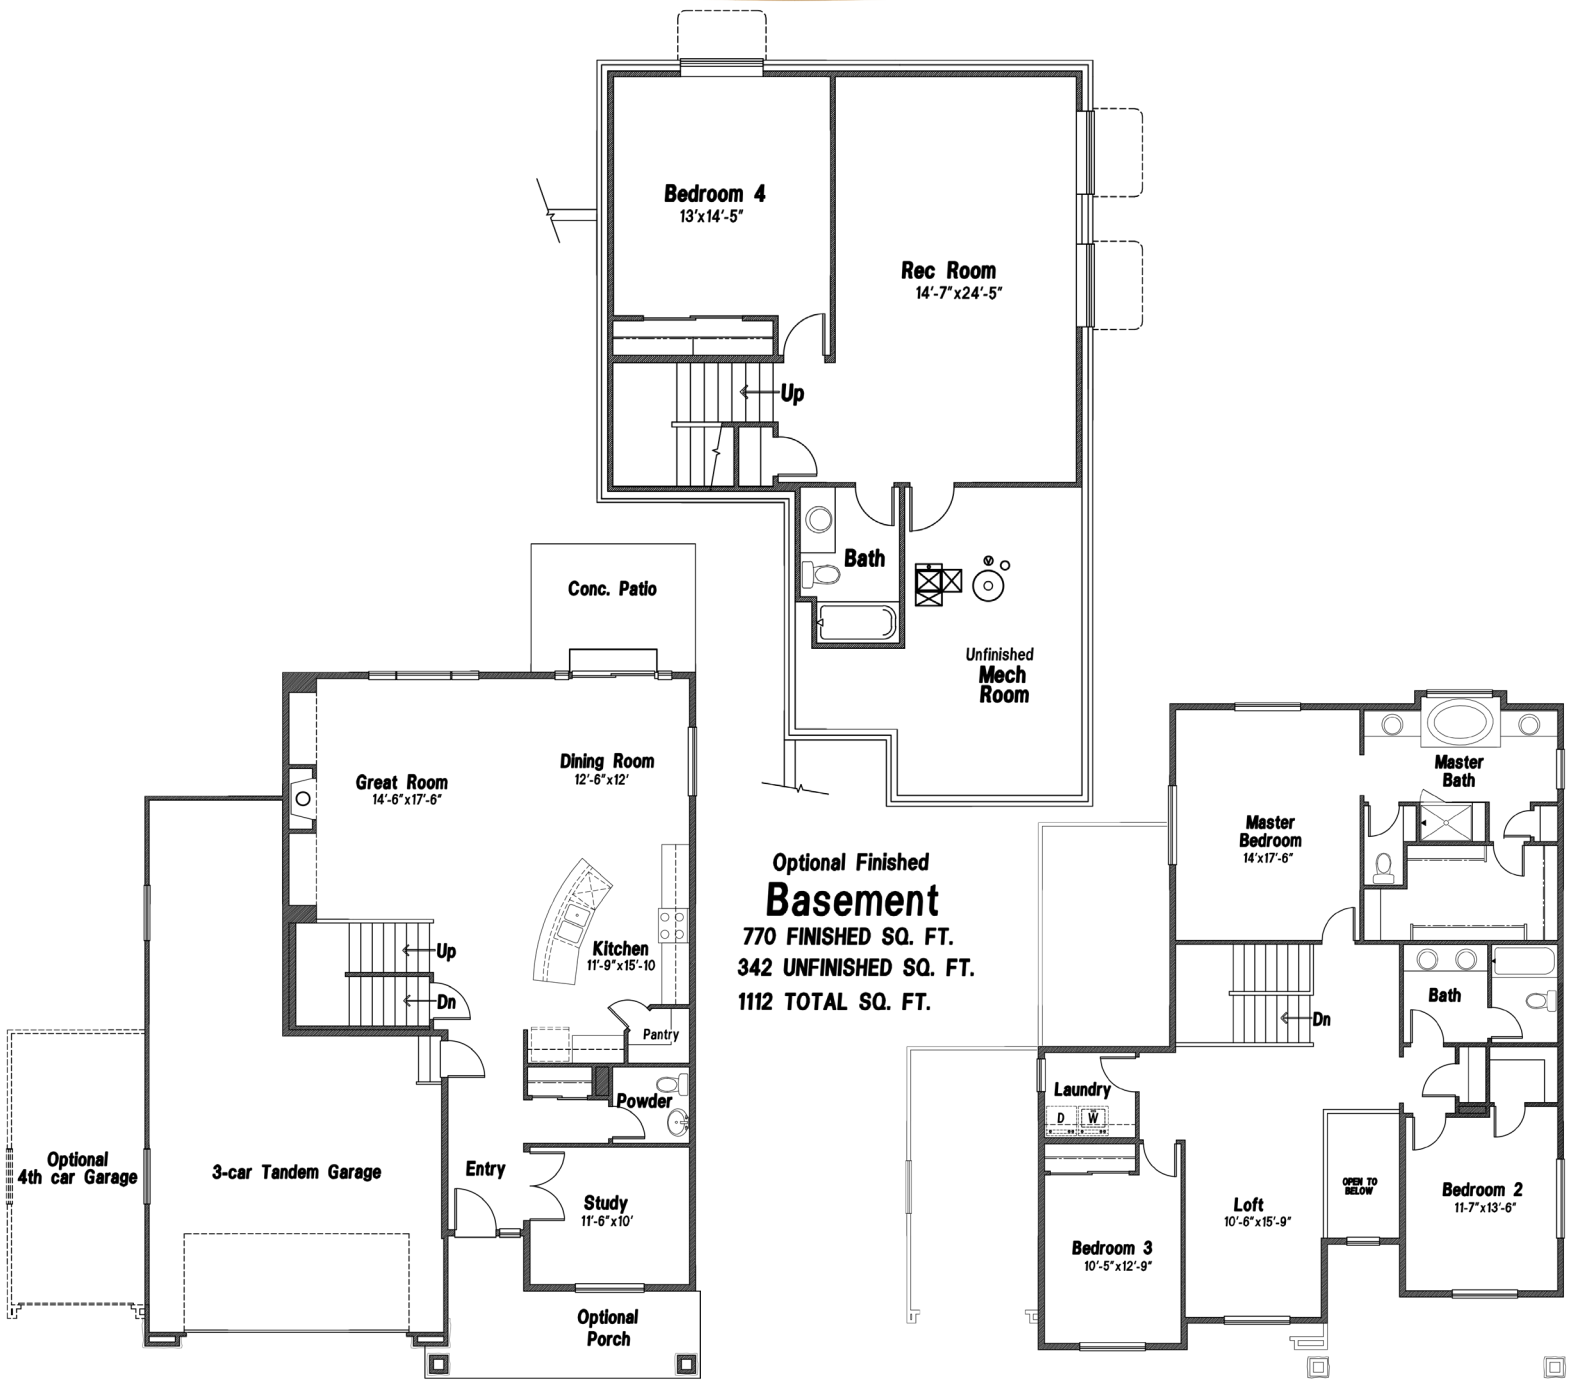 Bedroom 4
13'x14'-5"
Rec Room
14'-7"x24'-5"
Up
Bath
Unfinished
Mech
Room
Conc. Patio
Great Room
14'-6"x17'-6"
Dining Room
12'-6"x12'
Kitchen
11'-9"x15'-10
Up
Dn
Pantry
Powder
Entry
Study
11'-6"x10'
Optional
4th car Garage
3-car Tandem Garage
Optional
Porch
Optional Finished
Basement
770 FINISHED SQ. FT.
342 UNFINISHED SQ. FT.
1112 TOTAL SQ. FT.
Master
Bath
Master
Bedroom
14'x17'-6"
Bath
Dn
Laundry
D
W
OPEN TO
BELOW
Loft
10'-6"x15'-9"
Bedroom 2
11-7"x13'-6"
Bedroom 3
10'-5"x12'-9"
V